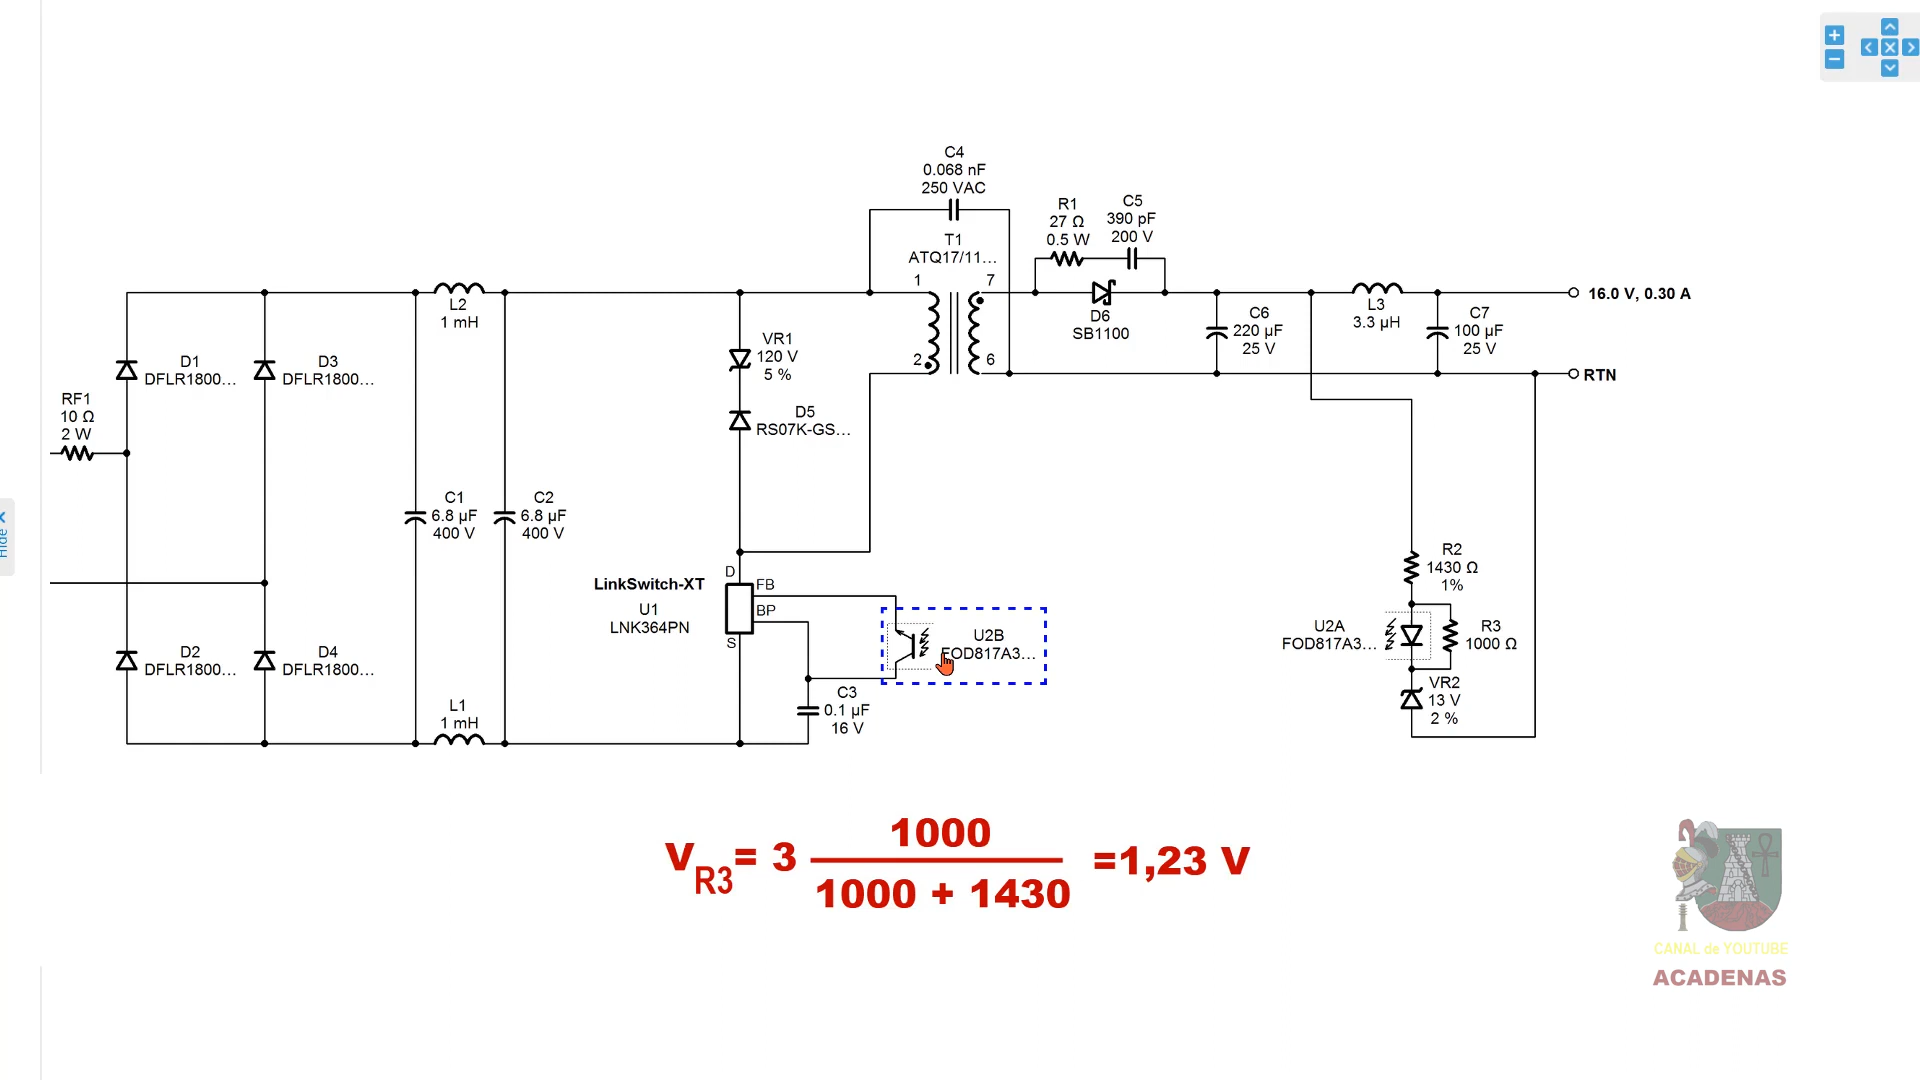 C4
0.068 nF
250 VAC
T1
ATQ17/11...
1
7
2
6
R1
27 Ω
0.5 W
C5
390 pF
200 V
D6
SB1100
C6
220 µF
25 V
L3
3.3 µH
C7
100 µF
25 V
16.0 V, 0.30 A
RTN
L2
1 mH
VR1
120 V
5 %
D1
DFLR1800...
D3
DFLR1800...
RF1
10 Ω
2 W
D5
RS07K-GS...
C1
6.8 µF
400 V
C2
6.8 µF
400 V
Hide
LinkSwitch-XT
U1
LNK364PN
D
FB
BP
S
U2B
FOD817A3...
R2
1430 Ω
1%
U2A
FOD817A3...
R3
1000 Ω
VR2
13 V
2 %
D2
DFLR1800...
D4
DFLR1800...
L1
1 mH
C3
0.1 µF
16 V
VR3= 3 1000
1000 + 1430
=1,23 V
CANAL de YOUTUBE
ACADENAS